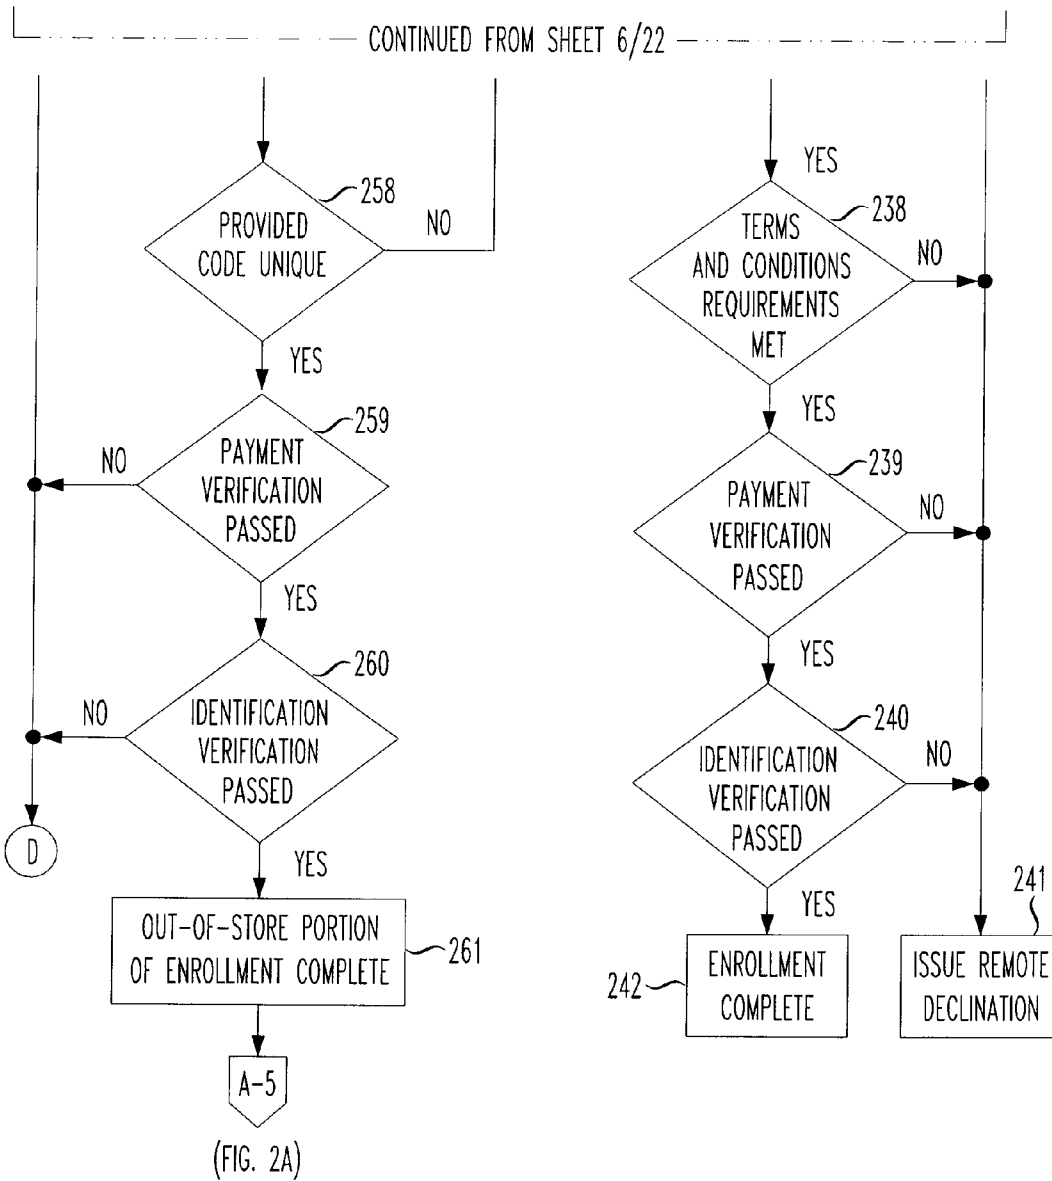 CONTINUED FROM SHEET 6/22
258
PROVIDED
CODE UNIQUE
NO
YES
259
PAYMENT
VERIFICATION
PASSED
NO
YES
260
IDENTIFICATION
VERIFICATION
PASSED
NO
D
YES
OUT-OF-STORE PORTION
OF ENROLLMENT COMPLETE
261
A-5
(FIG. 2A)
YES
238
TERMS
AND CONDITIONS
REQUIREMENTS
MET
NO
YES
239
PAYMENT
VERIFICATION
PASSED
NO
YES
240
IDENTIFICATION
VERIFICATION
PASSED
NO
YES
242
ENROLLMENT
COMPLETE
241
ISSUE REMOTE
DECLINATION